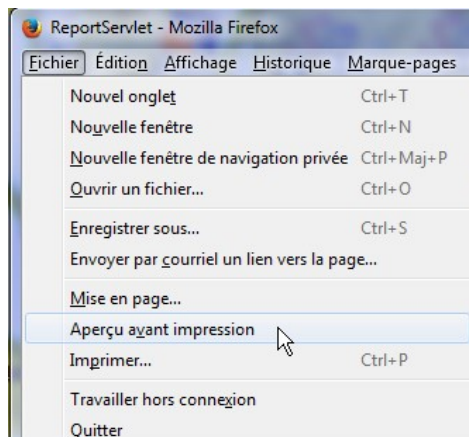 ReportServlet - Mozilla Firefox
Fichier Édition Affichage Historique Marque-pages
Nouvel onglet Ctrl+T
Nouvelle fenêtre Ctrl+N
Nouvelle fenêtre de navigation privée Ctrl+Maj+P
Ouvrir un fichier... Ctrl+O
Enregistrer sous... Ctrl+S
Envoyer par courriel un lien vers la page...
Mise en page...
Aperçu avant impression
Imprimer... Ctrl+P
Travailler hors connexion
Quitter